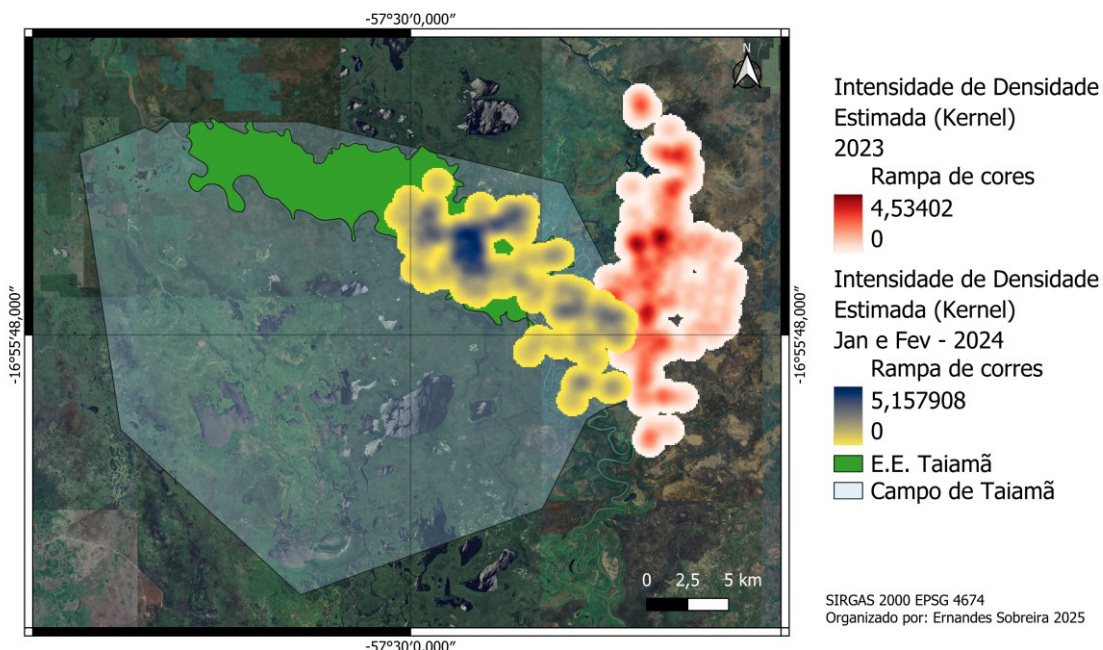 -57°30′0,000″
N
-16°55′48,000″
-16°55′48,000″
0 2,5 5 km
-57°30′0,000″
Intensidade de Densidade
Estimada (Kernel)
2023
Rampa de cores
4,53402
0
Intensidade de Densidade
Estimada (Kernel)
Jan e Fev - 2024
Rampa de corres
5,157908
0
E.E. Taiamã
Campo de Taiamã
SIRGAS 2000 EPSG 4674
Organizado por: Ernandes Sobreira 2025